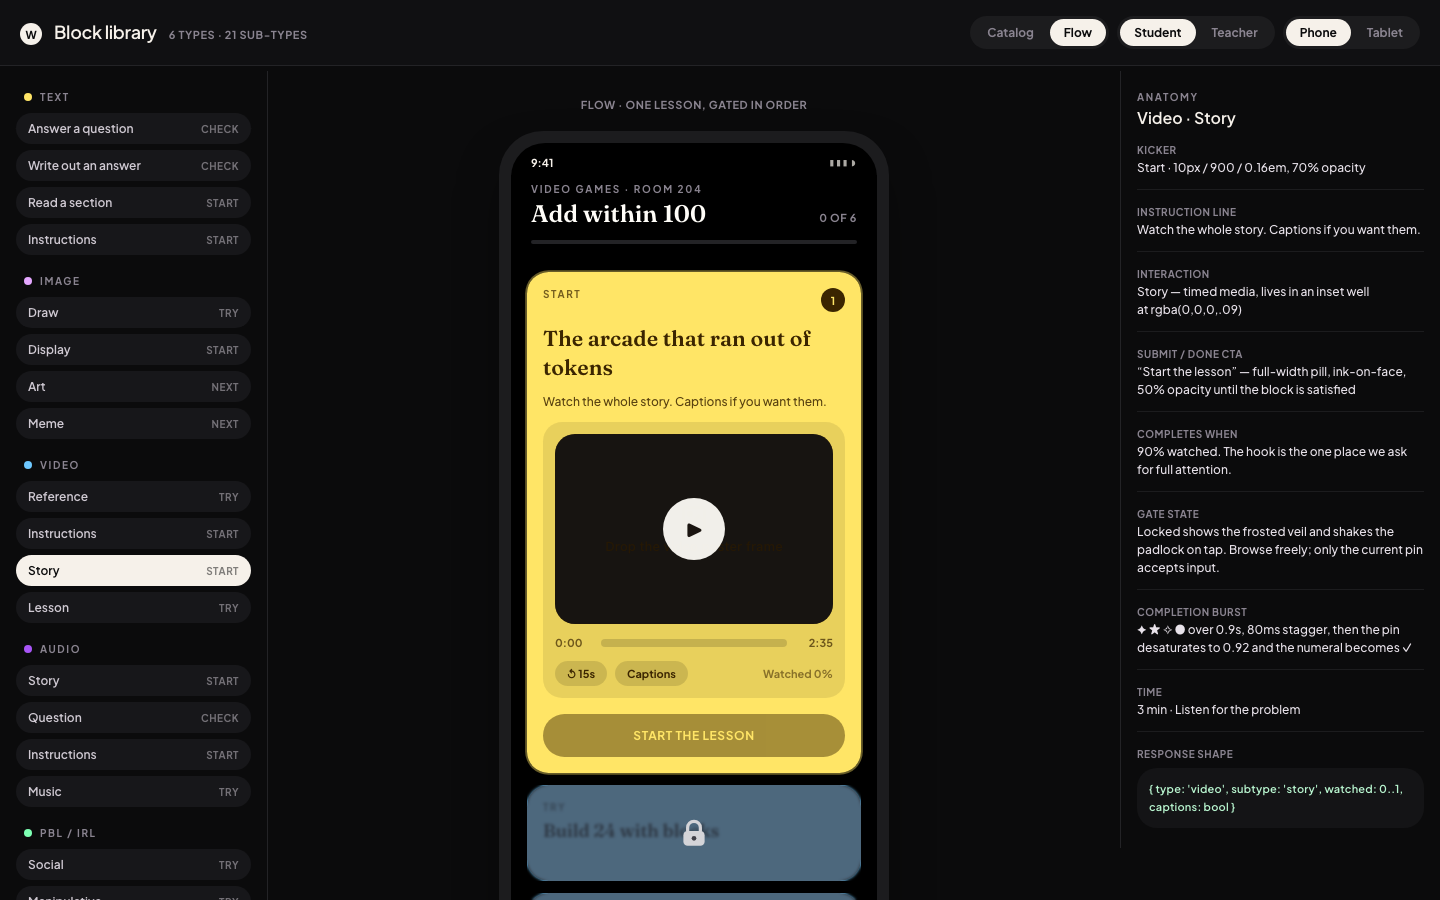 W Block library 6 TYPES · 21 SUB-TYPES
Catalog Flow Student Teacher Phone Tablet
TEXT
Answer a question CHECK
Write out an answer CHECK
Read a section START
Instructions START
IMAGE
Draw TRY
Display START
Art NEXT
Meme NEXT
VIDEO
Reference TRY
Instructions START
Story START
Lesson TRY
AUDIO
Story START
Question CHECK
Instructions START
Music TRY
PBL / IRL
Social TRY
Manipulative TRY
FLOW · ONE LESSON, GATED IN ORDER
9:41
VIDEO GAMES · ROOM 204
Add within 100 0 OF 6
START 1
The arcade that ran out of
tokens
Watch the whole story. Captions if you want them.
0:00 2:35
↺ 15s Captions Watched 0%
START THE LESSON
TRY
Build 24 with blocks
ANATOMY
Video · Story
KICKER
Start · 10px / 900 / 0.16em, 70% opacity
INSTRUCTION LINE
Watch the whole story. Captions if you want them.
INTERACTION
Story — timed media, lives in an inset well
at rgba(0,0,0,.09)
SUBMIT / DONE CTA
“Start the lesson” — full-width pill, ink-on-face,
50% opacity until the block is satisfied
COMPLETES WHEN
90% watched. The hook is the one place we ask
for full attention.
GATE STATE
Locked shows the frosted veil and shakes the
padlock on tap. Browse freely; only the current pin
accepts input.
COMPLETION BURST
✦ ★ ✧ ● over 0.9s, 80ms stagger, then the pin
desaturates to 0.92 and the numeral becomes ✓
TIME
3 min · Listen for the problem
RESPONSE SHAPE
{ type: 'video', subtype: 'story', watched: 0..1,
captions: bool }